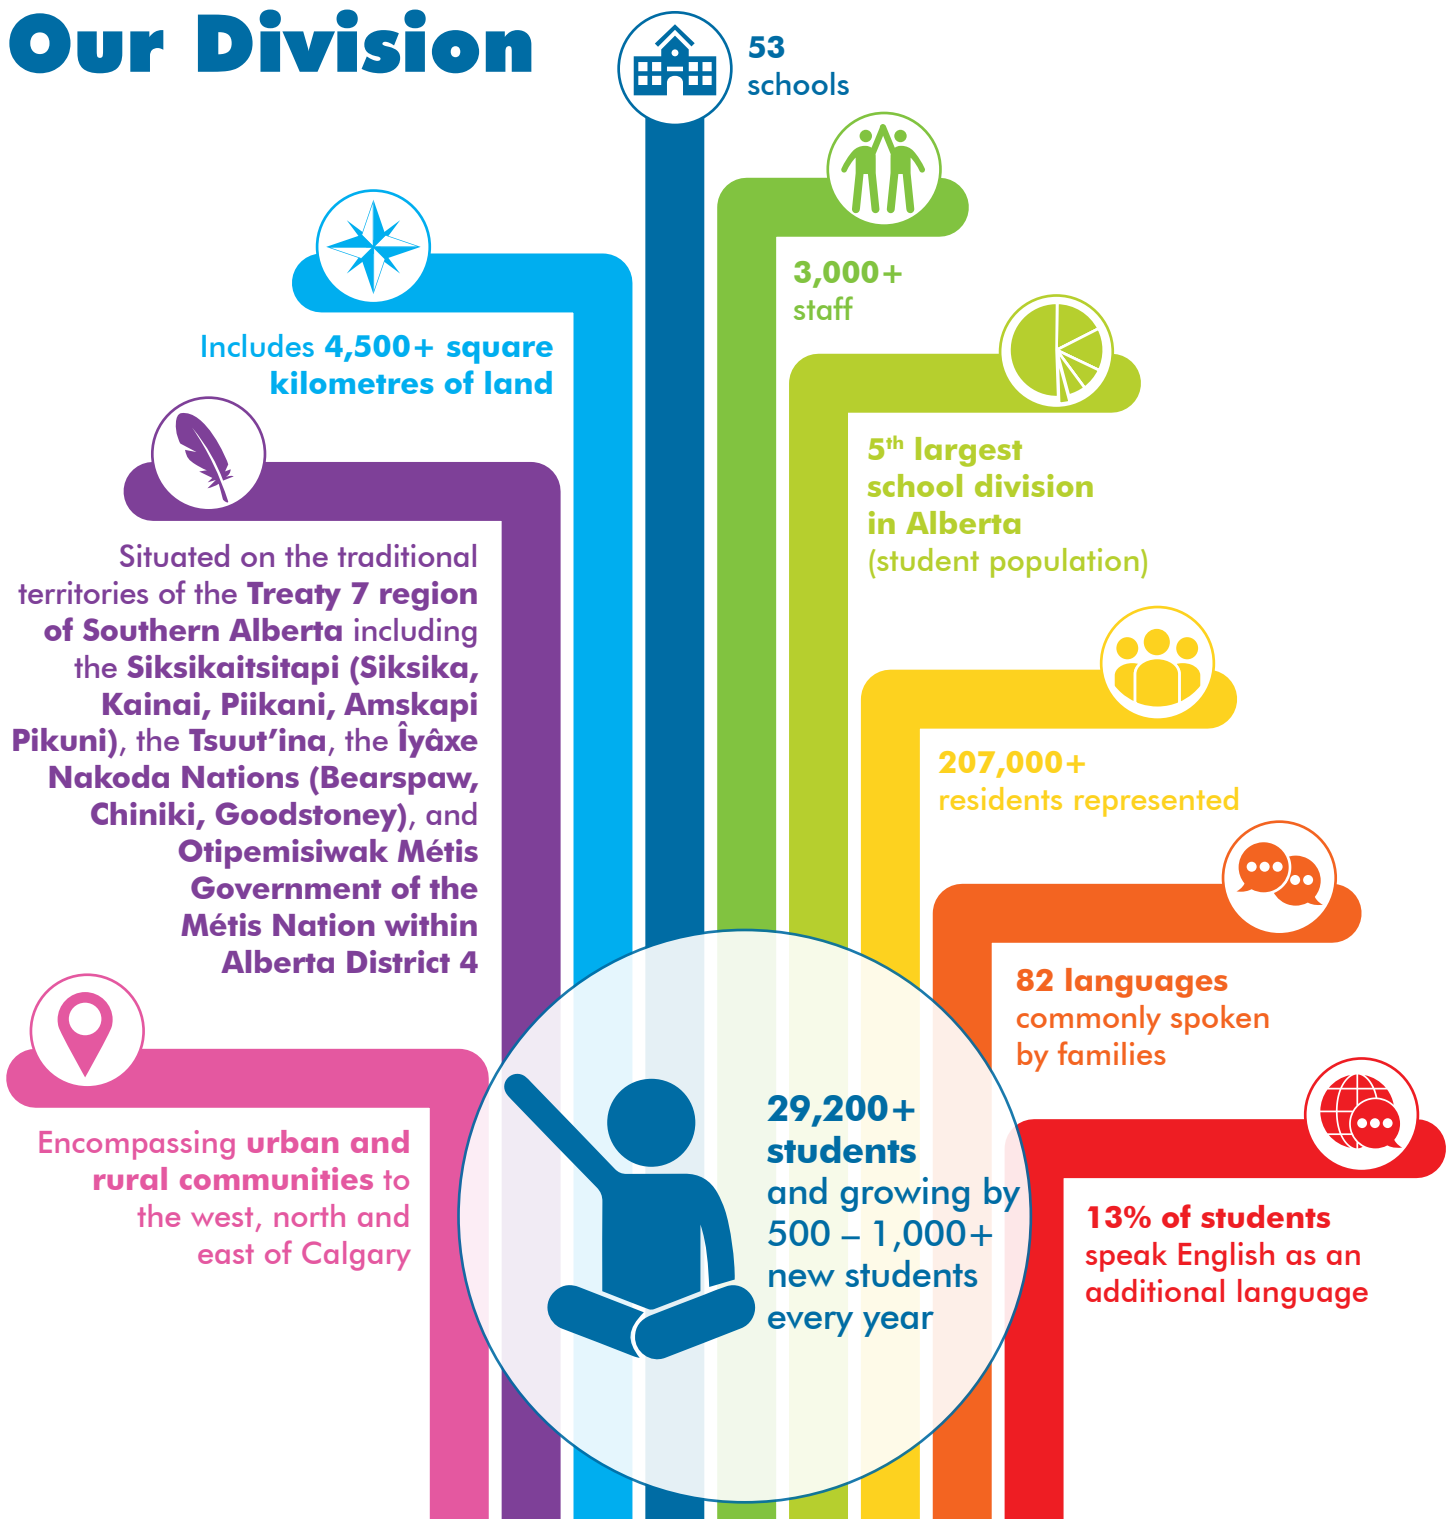 Our Division
53
schools
3,000+
staff
Includes 4,500+ square
kilometres of land
5th largest
school division
in Alberta
(student population)
Situated on the traditional
territories of the Treaty 7 region
of Southern Alberta including
the Siksikaitsitapi (Siksika,
Kainai, Piikani, Amskapi
Pikuni), the Tsuut’ina, the Îyâxe
Nakoda Nations (Bearspaw,
Chiniki, Goodstoney), and
Otipemisiwak Métis
Government of the
Métis Nation within
Alberta District 4
207,000+
residents represented
82 languages
commonly spoken
by families
Encompassing urban and
rural communities to
the west, north and
east of Calgary
29,200+
students
and growing by
500 – 1,000+
new students
every year
13% of students
speak English as an
additional language